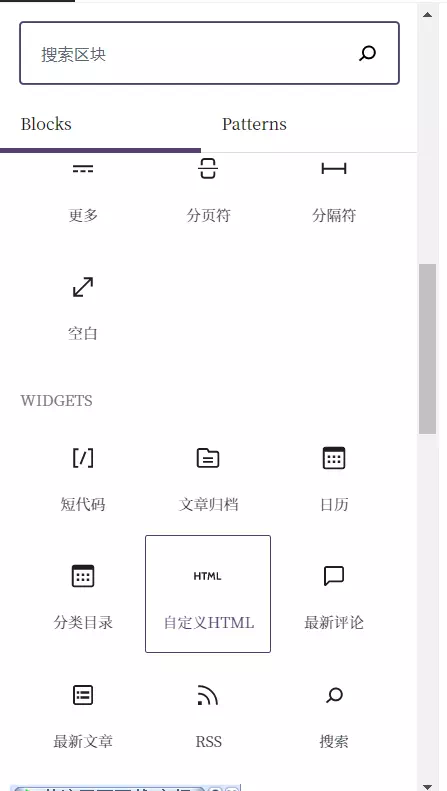 搜索区块
Blocks Patterns
更多 分页符 分隔符
空白
WIDGETS
[/]
短代码 文章归档 日历
HTML
分类目录 自定义HTML 最新评论
最新文章 RSS 搜索